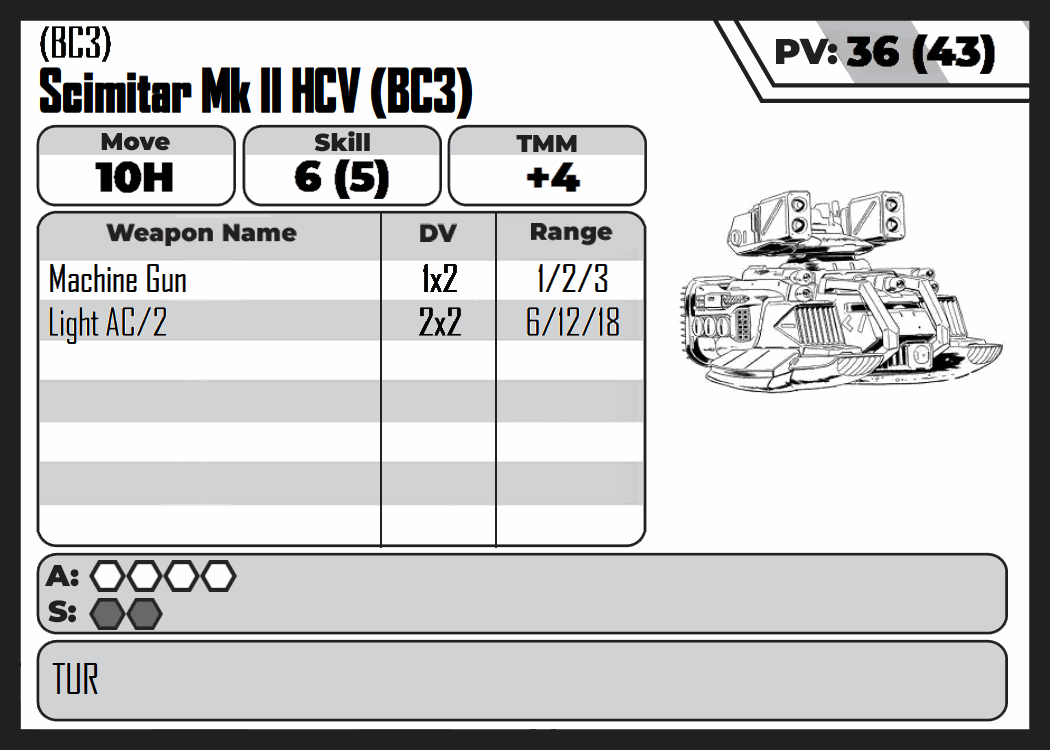 (BC3)
Scimitar Mk II HCV (BC3)
PV: 36 (43)
Move Skill TMM
10H 6 (5) +4
Weapon Name DV Range
Machine Gun 1x2 1/2/3
Light AC/2 2x2 6/12/18
A:
S:
TUR